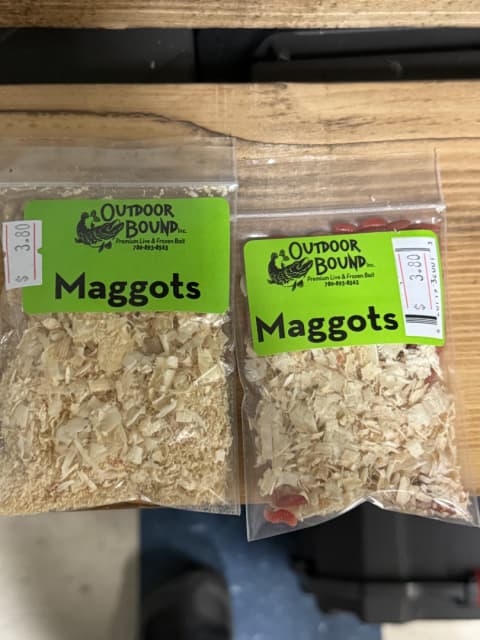 OUTDOOR
BOUND Inc.
Premium Live & Frozen Bait
Maggots
$ 3.80
OUTDOOR
BOUND Inc.
Premium Live & Frozen Bait
Maggots
$ 3.80